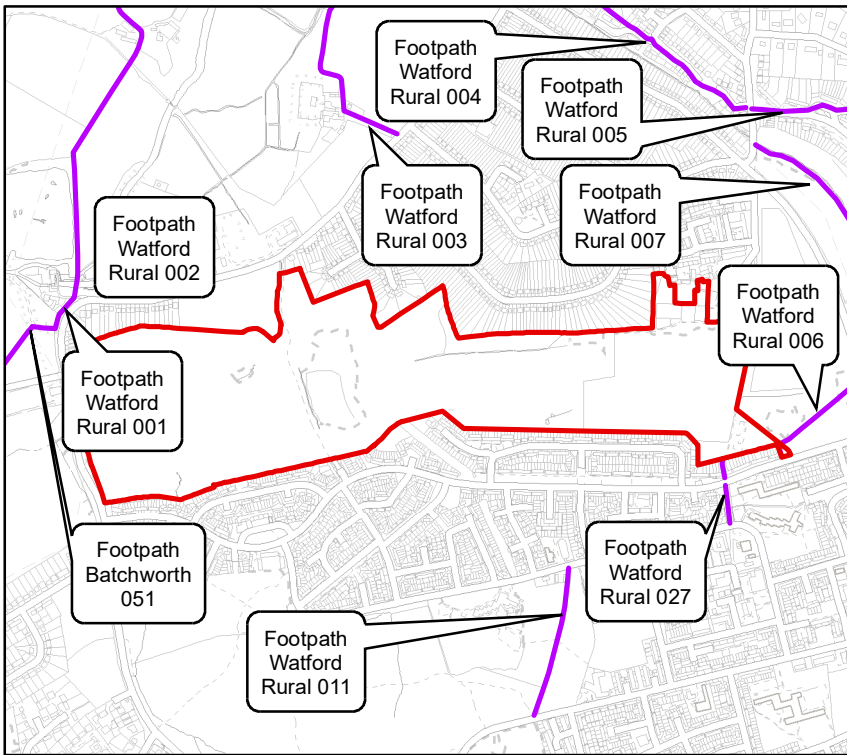 Footpath
Watford
Rural 004
Footpath
Watford
Rural 005
Footpath
Watford
Rural 003
Footpath
Watford
Rural 007
Footpath
Watford
Rural 002
Footpath
Watford
Rural 006
Footpath
Watford
Rural 001
Footpath
Batchworth
051
Footpath
Watford
Rural 027
Footpath
Watford
Rural 011